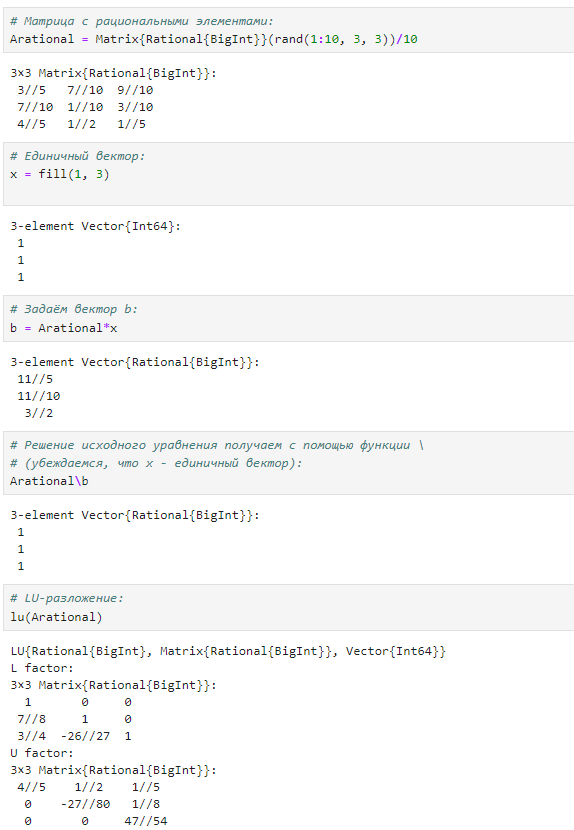 # Матрица с рациональными элементами:
Arational = Matrix{Rational{BigInt}}(rand(1:10, 3, 3))/10
3×3 Matrix{Rational{BigInt}}:
3//5 7//10 9//10
7//10 1//10 3//10
4//5 1//2 1//5
# Единичный вектор:
x = fill(1, 3)
3-element Vector{Int64}:
1
1
1
# Задаём вектор b:
b = Arational*x
3-element Vector{Rational{BigInt}}:
11//5
11//10
3//2
# Решение исходного уравнения получаем с помощью функции \
# (убеждаемся, что x - единичный вектор):
Arational\b
3-element Vector{Rational{BigInt}}:
1
1
1
# LU-разложение:
lu(Arational)
LU{Rational{BigInt}, Matrix{Rational{BigInt}}, Vector{Int64}}
L factor:
3×3 Matrix{Rational{BigInt}}:
1 0 0
7//8 1 0
3//4 -26//27 1
U factor:
3×3 Matrix{Rational{BigInt}}:
4//5 1//2 1//5
0 -27//80 1//8
0 0 47//54